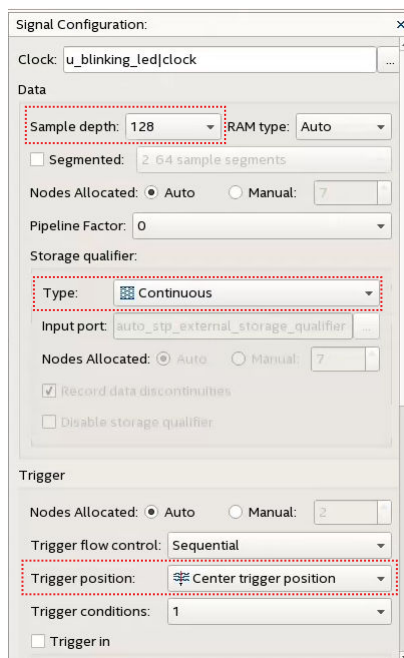 Signal Configuration:
Clock: u_blinking_led|clock ...
Data
Sample depth: 128 RAM type: Auto
Segmented: 2 64 sample segments
Nodes Allocated: Auto Manual: 7
Pipeline Factor: 0
Storage qualifier:
Type: Continuous
Input port: auto_stp_external_storage_qualifier ...
Nodes Allocated: Auto Manual: 7
Record data discontinuities
Disable storage qualifier
Trigger
Nodes Allocated: Auto Manual: 2
Trigger flow control: Sequential
Trigger position: Center trigger position
Trigger conditions: 1
Trigger in